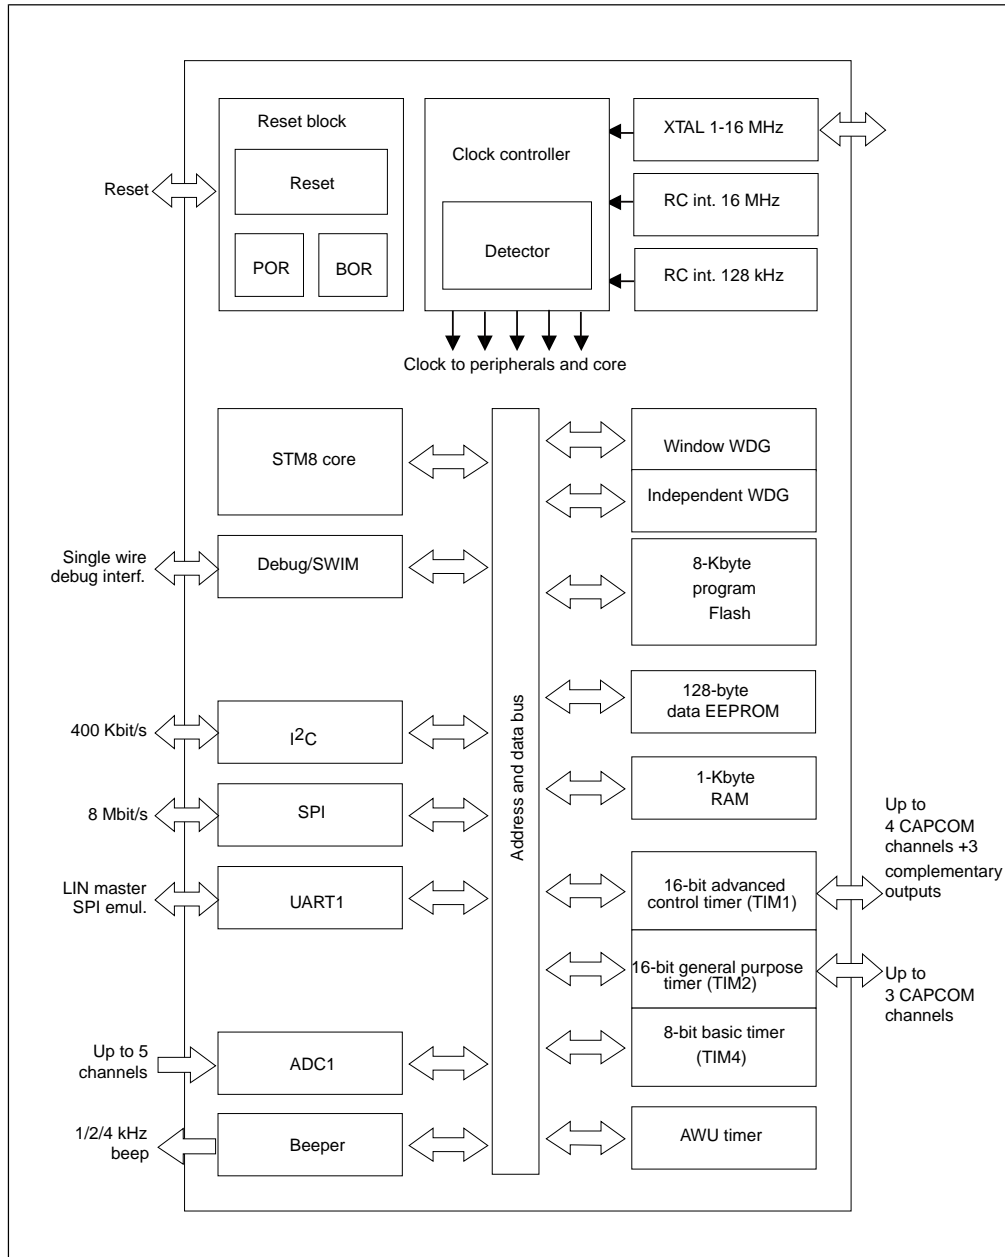 Reset block
Reset
POR
BOR
Reset
Clock controller
Detector
XTAL 1-16 MHz
RC int. 16 MHz
RC int. 128 kHz
Clock to peripherals and core
STM8 core
Single wire
debug interf.
Debug/SWIM
400 Kbit/s
I2C
8 Mbit/s
SPI
LIN master
SPI emul.
UART1
Up to 5
channels
ADC1
1/2/4 kHz
beep
Beeper
Address and data bus
Window WDG
Independent WDG
8-Kbyte
program
Flash
128-byte
data EEPROM
1-Kbyte
RAM
16-bit advanced
control timer (TIM1)
Up to
4 CAPCOM
channels +3
complementary
outputs
16-bit general purpose
timer (TIM2)
Up to
3 CAPCOM
channels
8-bit basic timer
(TIM4)
AWU timer